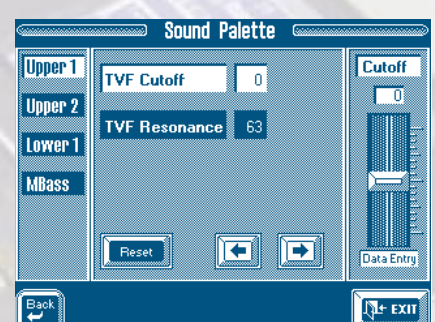 Sound Palette
Upper 1
Upper 2
Lower 1
MBass
TVF Cutoff 0
TVF Resonance 63
Reset
Cutoff
0
Data Entry
Back
EXIT